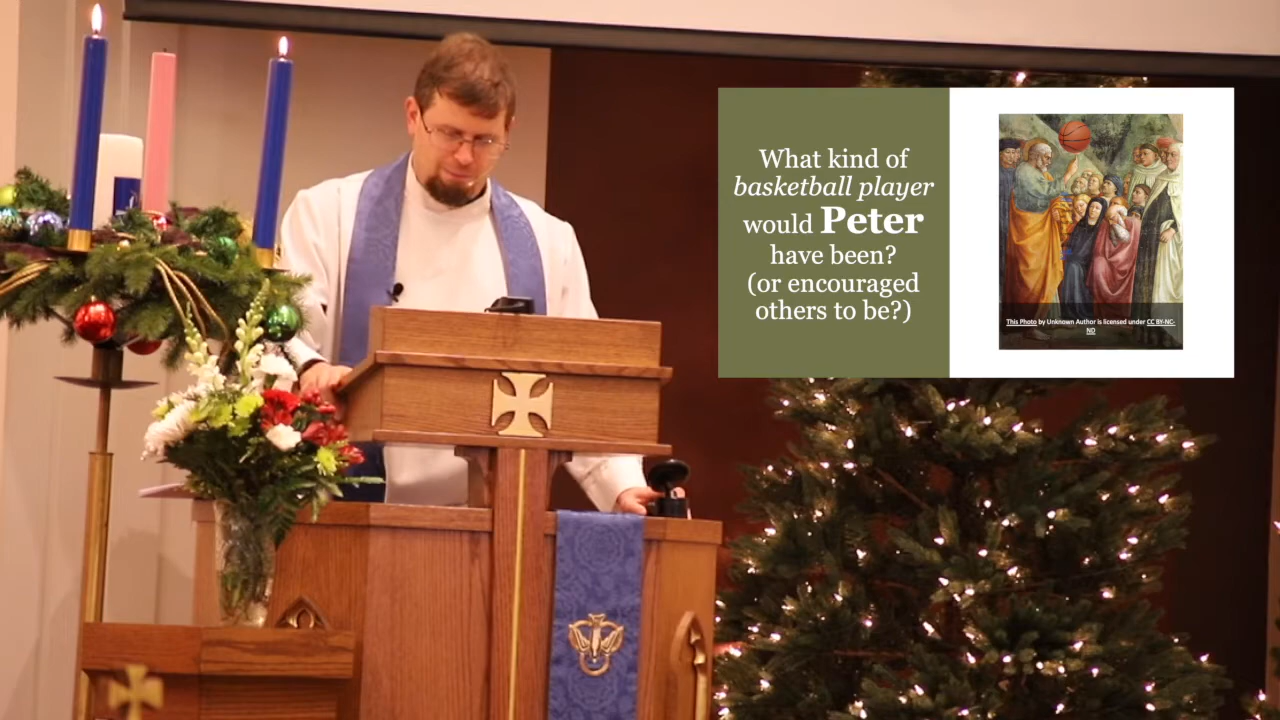 What kind of
basketball player
would Peter
have been?
(or encouraged
others to be?)
This Photo by Unknown Author is licensed under CC BY-NC-
ND